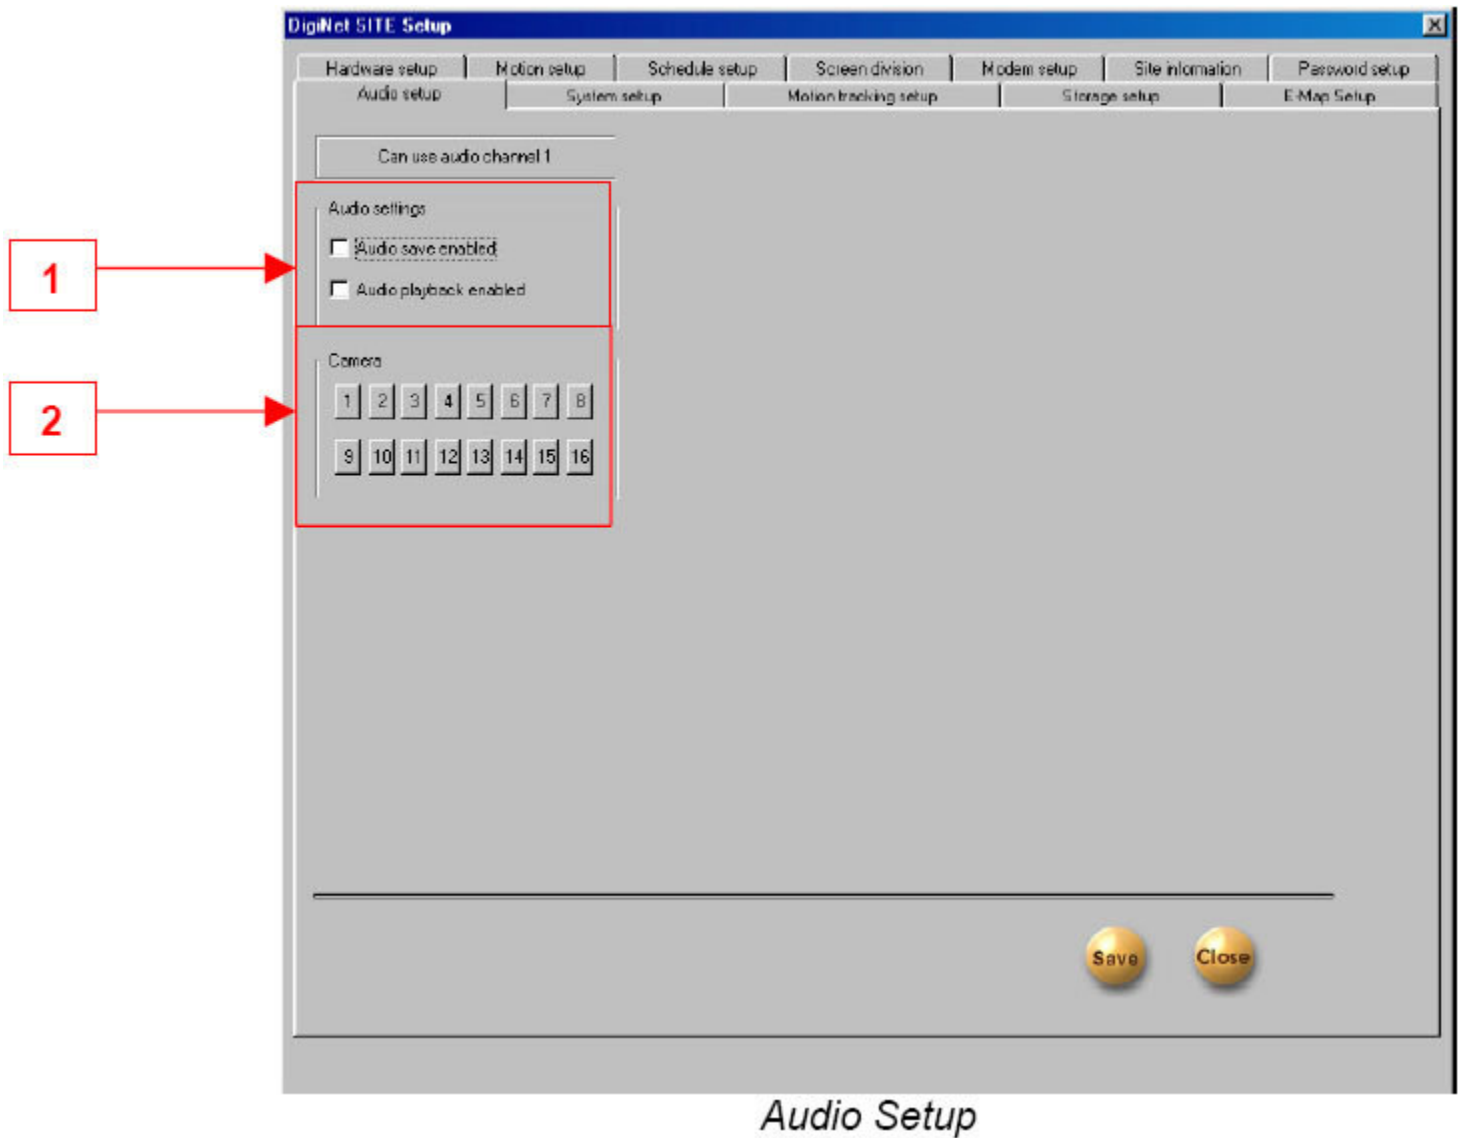 DigiNet SITE Setup
Hardware setup Motion setup Schedule setup Screen division Modem setup Site information Password setup
Audio setup System setup Motion tracking setup Storage setup E-Map Setup
Can use audio channel 1
Audio settings
Audio save enabled
1
Audio playback enabled
Camera
1 2 3 4 5 6 7 8
2
9 10 11 12 13 14 15 16
Save Close
Audio Setup